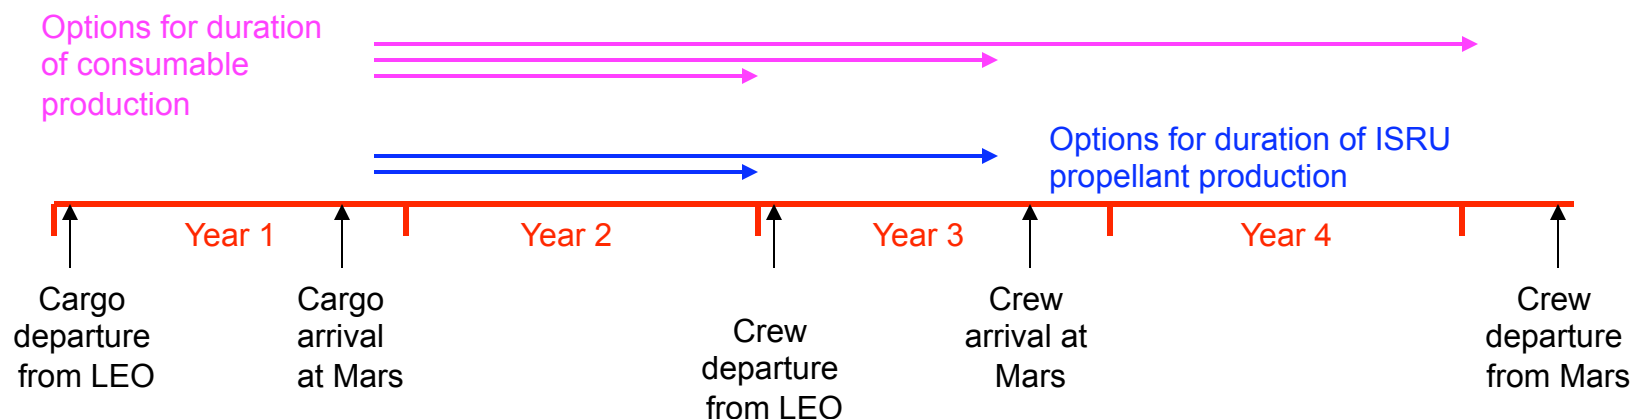 Options for duration
of consumable
production
Options for duration of ISRU
propellant production
Year 1
Year 2
Year 3
Year 4
Cargo
departure
from LEO
Cargo
arrival
at Mars
Crew
departure
from LEO
Crew
arrival at
Mars
Crew
departure
from Mars